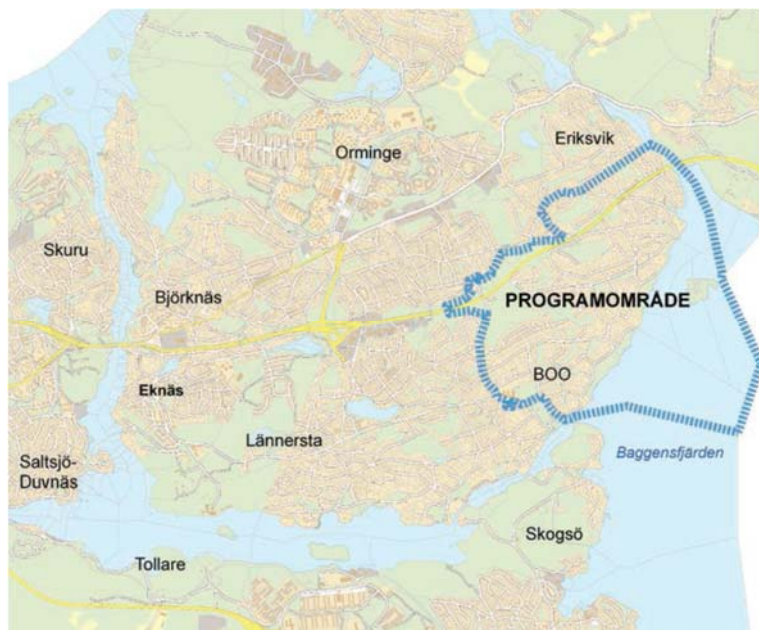 Orminge
Eriksvik
Skuru
Björknäs
PROGRAMOMRÅDE
BOO
Eknäs
Lännersta
Baggensfjärden
Saltsjö-
Duvnäs
Skogsö
Tollare